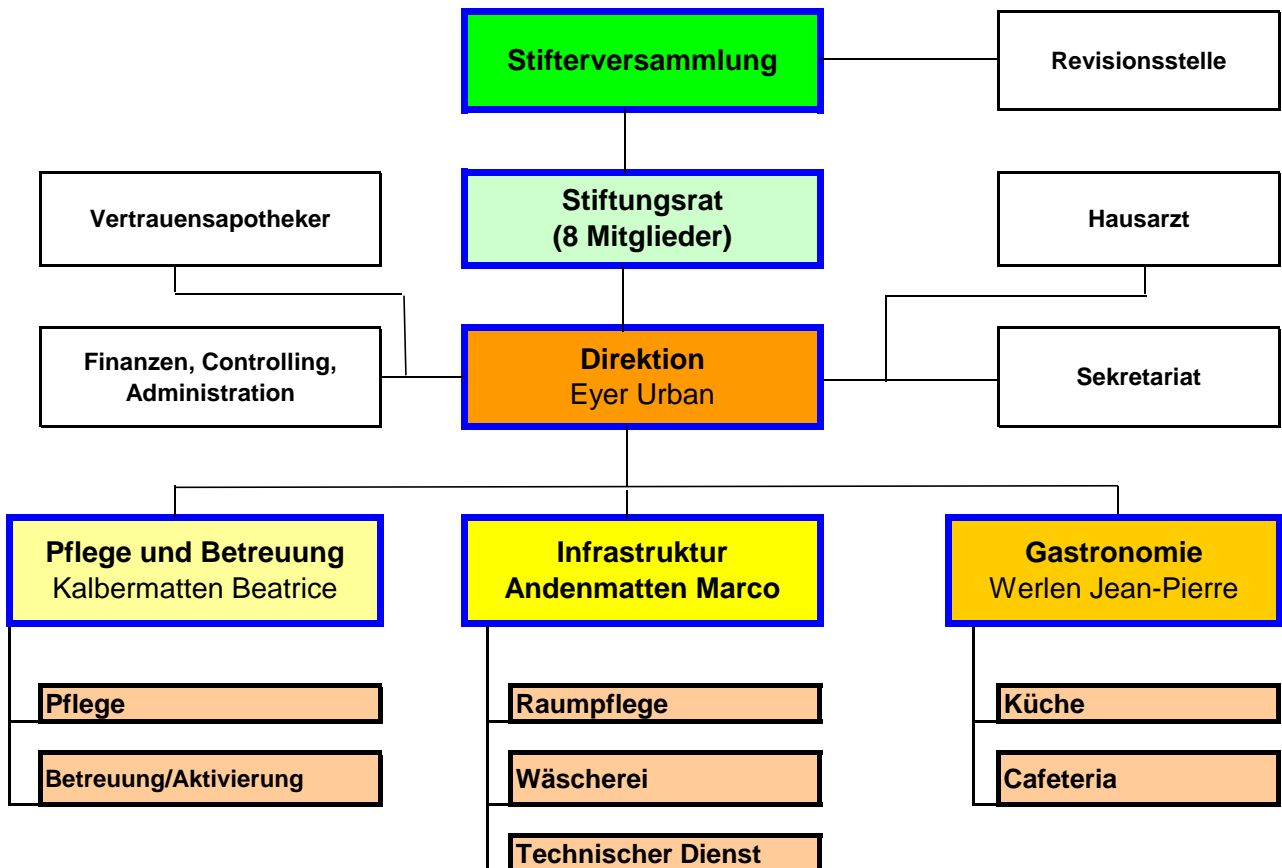 Stifterversammlung
Revisionsstelle
Vertrauensapotheker
Stiftungsrat
(8 Mitglieder)
Hausarzt
Finanzen, Controlling,
Administration
Direktion
Eyer Urban
Sekretariat
Pflege und Betreuung
Kalbermatten Beatrice
Infrastruktur
Andenmatten Marco
Gastronomie
Werlen Jean-Pierre
Pflege
Betreuung/Aktivierung
Raumpflege
Wäscherei
Technischer Dienst
Küche
Cafeteria